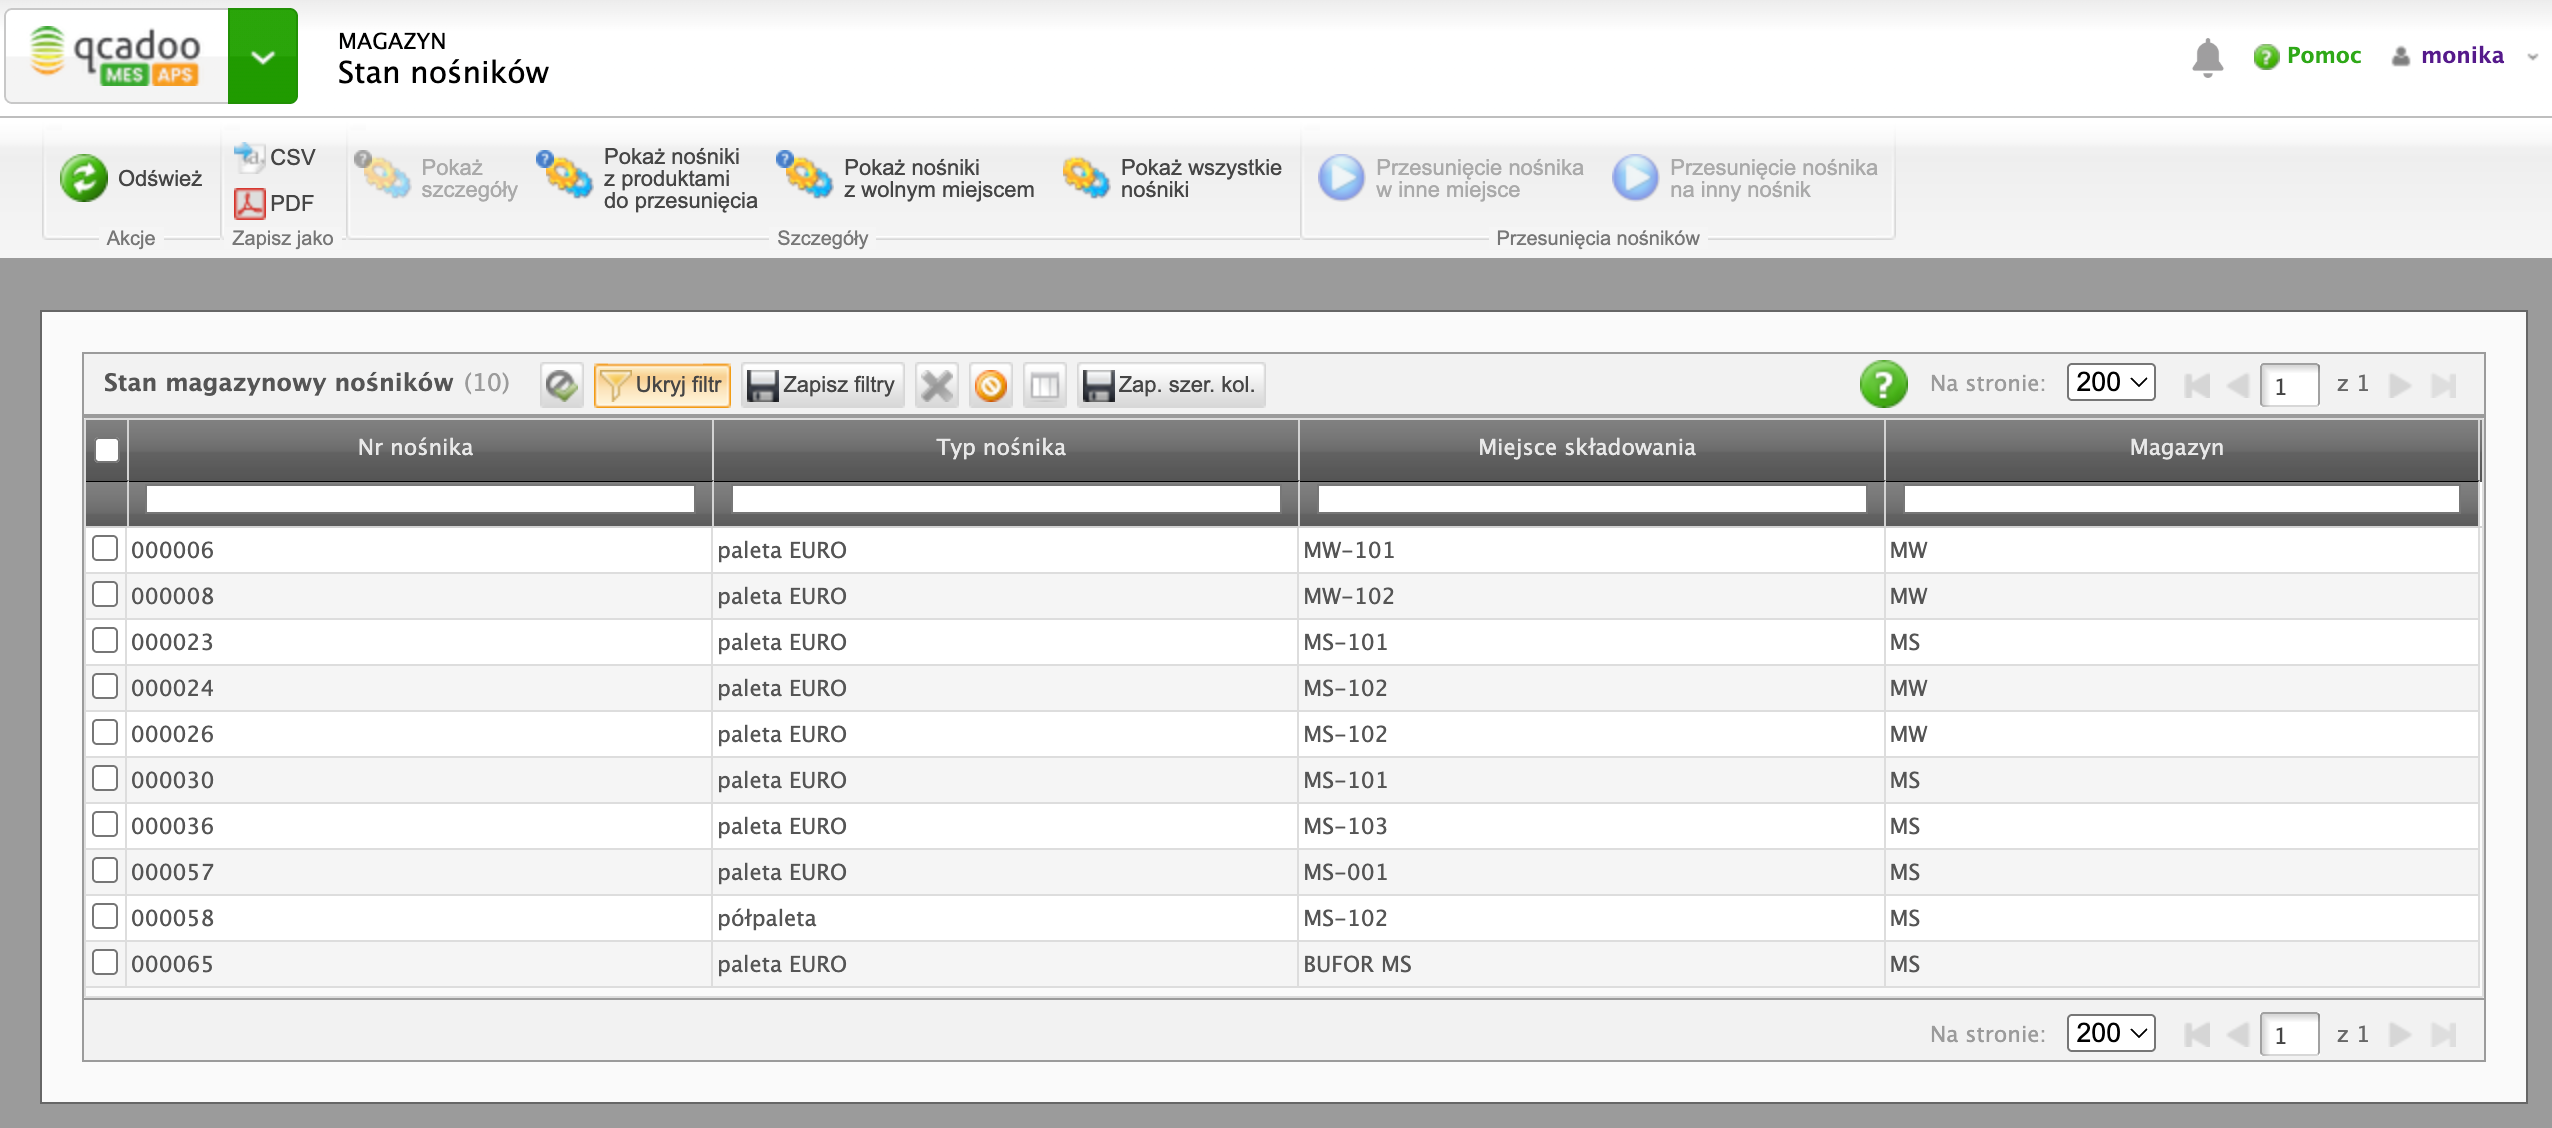 qcadoo
MES APS
MAGAZYN
Stan nośników
Pomoc
monika
Odśwież
CSV
PDF
Pokaż
szczegóły
Pokaż nośniki
z produktami
do przesunięcia
Pokaż nośniki
z wolnym miejscem
Pokaż wszystkie
nośniki
Przesunięcie nośnika
w inne miejsce
Przesunięcie nośnika
na inny nośnik
Akcje
Zapisz jako
Szczegóły
Przesunięcia nośników
Stan magazynowy nośników (10)
Ukryj filtr
Zapisz filtry
Zap. szer. kol.
Na stronie: 200 1 z 1
Nr nośnika Typ nośnika Miejsce składowania Magazyn
000006 paleta EURO MW-101 MW
000008 paleta EURO MW-102 MW
000023 paleta EURO MS-101 MS
000024 paleta EURO MS-102 MW
000026 paleta EURO MS-102 MW
000030 paleta EURO MS-101 MS
000036 paleta EURO MS-103 MS
000057 paleta EURO MS-001 MS
000058 półpaleta MS-102 MS
000065 paleta EURO BUFOR MS MS
Na stronie: 200 1 z 1